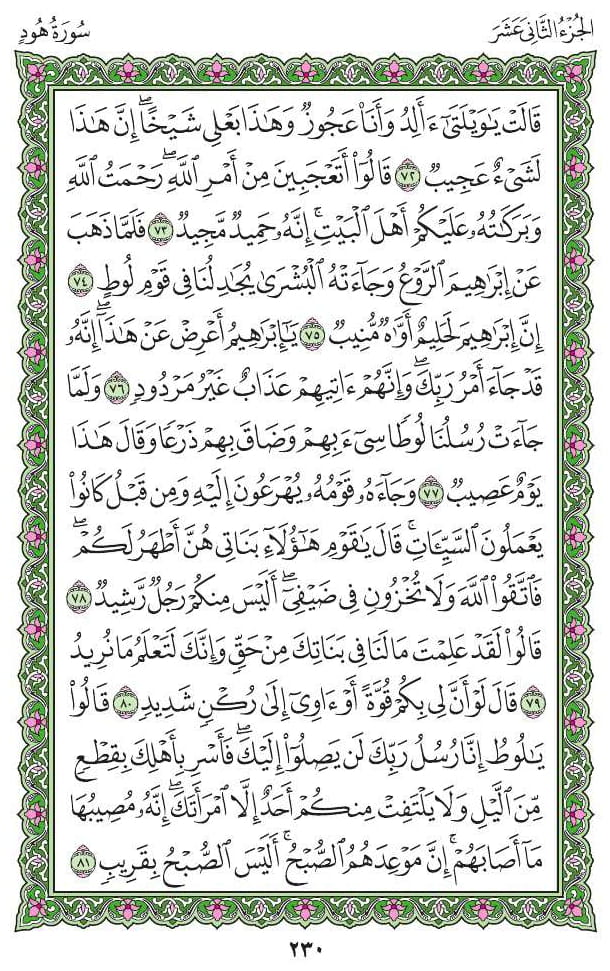 الجُزْءُ الثَّانِي عَشَرَ
سُورَةُ هُودٍ
قَالَتْ يَٰوَيْلَتَىٰٓ ءَأَلِدُ وَأَنَا۠ عَجُوزٌ وَهَٰذَا بَعْلِى شَيْخًا ۖ إِنَّ هَٰذَا
لَشَىْءٌ عَجِيبٌ ٧٢ قَالُوٓا۟ أَتَعْجَبِينَ مِنْ أَمْرِ ٱللَّهِ ۖ رَحْمَتُ ٱللَّهِ
وَبَرَكَٰتُهُۥ عَلَيْكُمْ أَهْلَ ٱلْبَيْتِ ۚ إِنَّهُۥ حَمِيدٌ مَّجِيدٌ ٧٣ فَلَمَّا ذَهَبَ
عَنْ إِبْرَٰهِيمَ ٱلرَّوْعُ وَجَآءَتْهُ ٱلْبُشْرَىٰ يُجَٰدِلُنَا فِى قَوْمِ لُوطٍ ٧٤
إِنَّ إِبْرَٰهِيمَ لَحَلِيمٌ أَوَّٰهٌ مُّنِيبٌ ٧٥ يَٰٓإِبْرَٰهِيمُ أَعْرِضْ عَنْ هَٰذَآ ۖ إِنَّهُۥ
قَدْ جَآءَ أَمْرُ رَبِّكَ ۖ وَإِنَّهُمْ ءَاتِيهِمْ عَذَابٌ غَيْرُ مَرْدُودٍ ٧٦ وَلَمَّا
جَآءَتْ رُسُلُنَا لُوطًا سِىٓءَ بِهِمْ وَضَاقَ بِهِمْ ذَرْعًا وَقَالَ هَٰذَا
يَوْمٌ عَصِيبٌ ٧٧ وَجَآءَهُۥ قَوْمُهُۥ يُهْرَعُونَ إِلَيْهِ وَمِن قَبْلُ كَانُوا۟
يَعْمَلُونَ ٱلسَّيِّـَٔاتِ ۚ قَالَ يَٰقَوْمِ هَٰٓؤُلَآءِ بَنَاتِى هُنَّ أَطْهَرُ لَكُمْ ۖ
فَٱتَّقُوا۟ ٱللَّهَ وَلَا تُخْزُونِ فِى ضَيْفِىٓ ۖ أَلَيْسَ مِنكُمْ رَجُلٌ رَّشِيدٌ ٧٨
قَالُوا۟ لَقَدْ عَلِمْتَ مَا لَنَا فِى بَنَاتِكَ مِنْ حَقٍّ وَإِنَّكَ لَتَعْلَمُ مَا نُرِيدُ
٧٩ قَالَ لَوْ أَنَّ لِى بِكُمْ قُوَّةً أَوْ ءَاوِىٓ إِلَىٰ رُكْنٍ شَدِيدٍ ٨٠ قَالُوا۟
يَٰلُوطُ إِنَّا رُسُلُ رَبِّكَ لَن يَصِلُوٓا۟ إِلَيْكَ ۖ فَأَسْرِ بِأَهْلِكَ بِقِطْعٍ
مِّنَ ٱلَّيْلِ وَلَا يَلْتَفِتْ مِنكُمْ أَحَدٌ إِلَّا ٱمْرَأَتَكَ ۖ إِنَّهُۥ مُصِيبُهَا
مَآ أَصَابَهُمْ ۚ إِنَّ مَوْعِدَهُمُ ٱلصُّبْحُ ۚ أَلَيْسَ ٱلصُّبْحُ بِقَرِيبٍ ٨١
٢٣٠